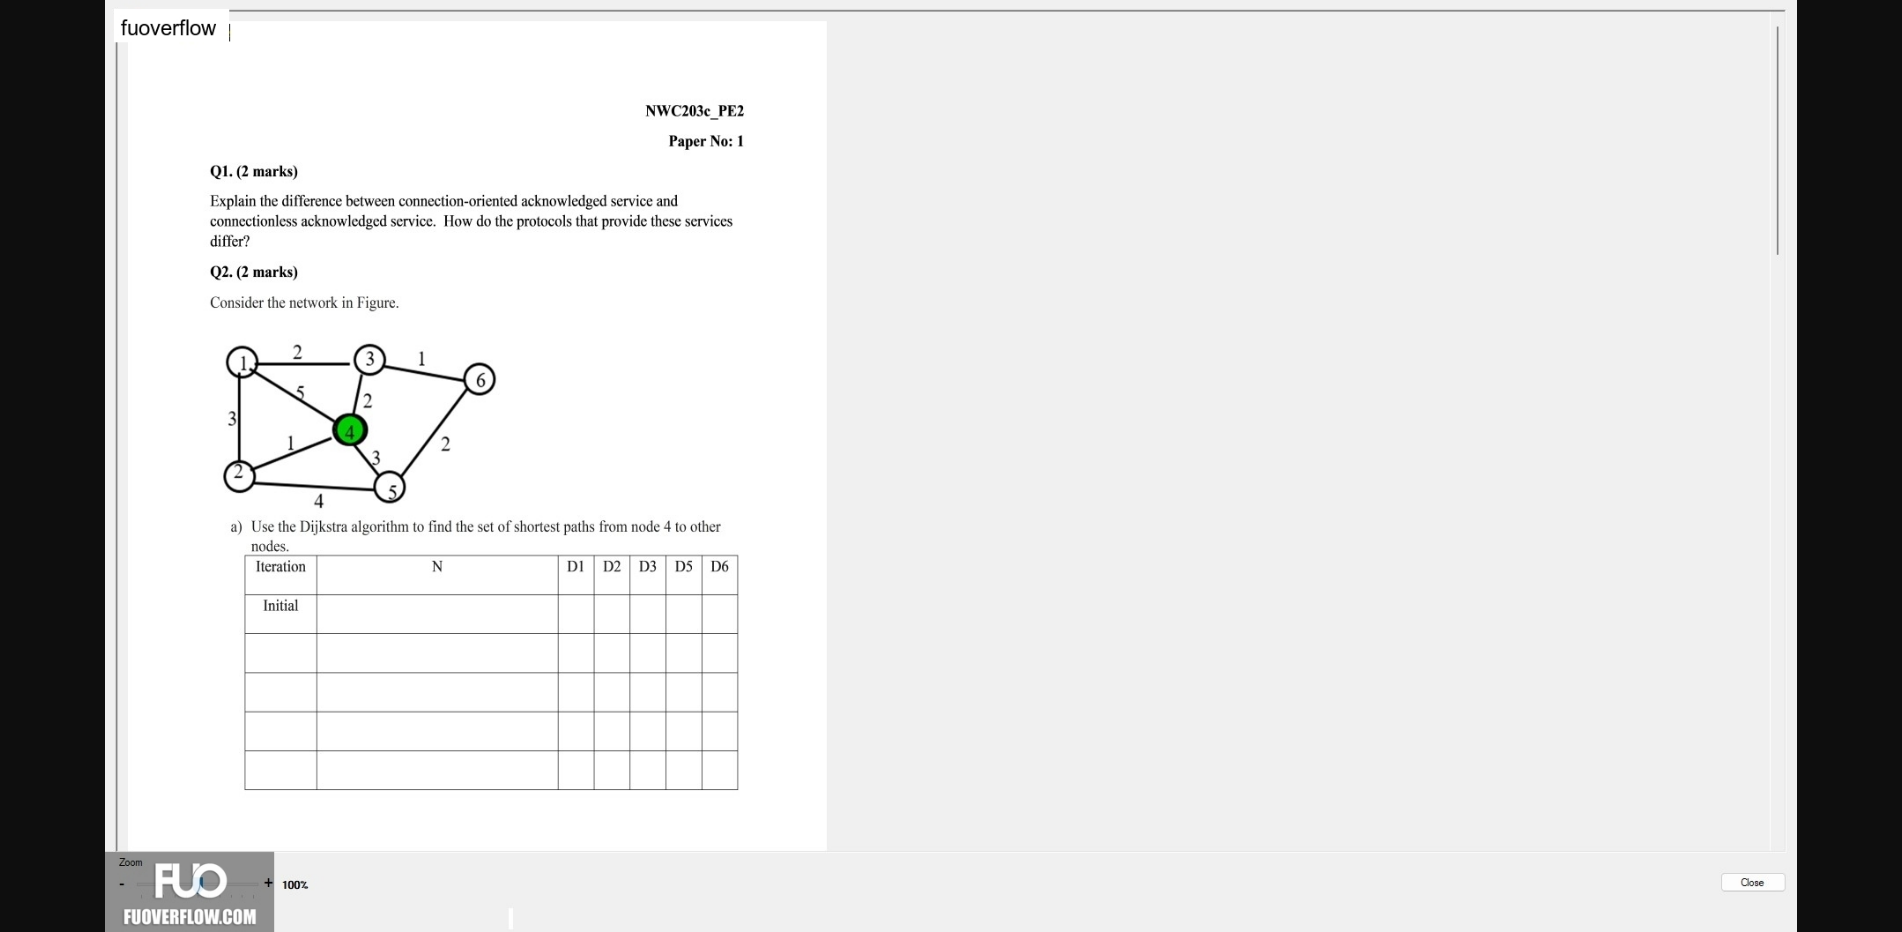 fuoverflow
NWC203c_PE2
Paper No: 1
Q1. (2 marks)
Explain the difference between connection-oriented acknowledged service and
connectionless acknowledged service. How do the protocols that provide these services
differ?
Q2. (2 marks)
Consider the network in Figure.
1 2 3 1 6
5 2
3 4
1 3 2
2 5
4
a) Use the Dijkstra algorithm to find the set of shortest paths from node 4 to other
nodes.
Iteration N D1 D2 D3 D5 D6
Initial
Zoom
- + 100%
FUO
FUOVERFLOW.COM
Close